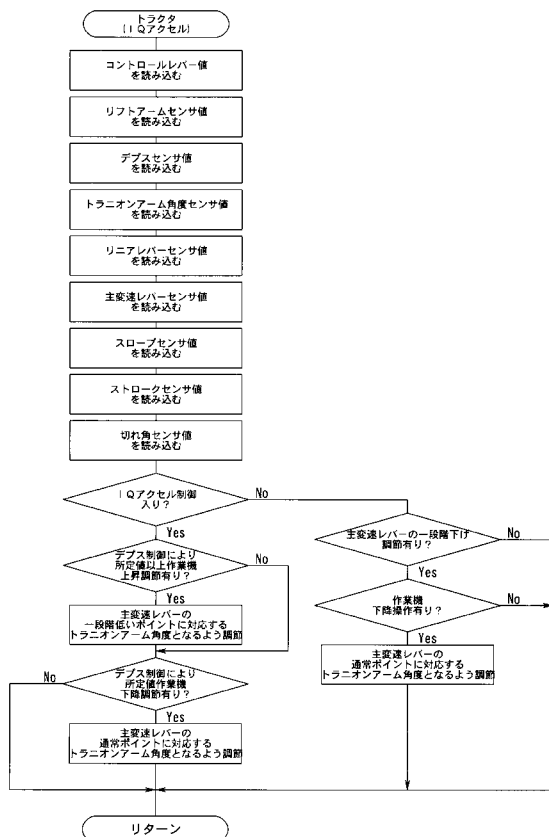 トラクタ
(IQアクセル)
コントロールレバー値
を読み込む
リフトアームセンサ値
を読み込む
デプスセンサ値
を読み込む
トラニオンアーム角度センサ値
を読み込む
リニアレバーセンサ値
を読み込む
主変速レバーセンサ値
を読み込む
スロープセンサ値
を読み込む
ストロークセンサ値
を読み込む
切れ角センサ値
を読み込む
IQアクセル制御
入り?
No
Yes
デプス制御により
所定値以上作業機
上昇調節有り?
No
Yes
主変速レバーの
一段階低いポイントに対応する
トラニオンアーム角度となるよう調節
デプス制御により
所定値作業機
下降調節有り?
No
Yes
主変速レバーの
通常ポイントに対応する
トラニオンアーム角度となるよう調節
主変速レバーの一段階下げ
調節有り?
No
Yes
作業機
下降操作有り?
No
Yes
主変速レバーの
通常ポイントに対応する
トラニオンアーム角度となるよう調節
リターン